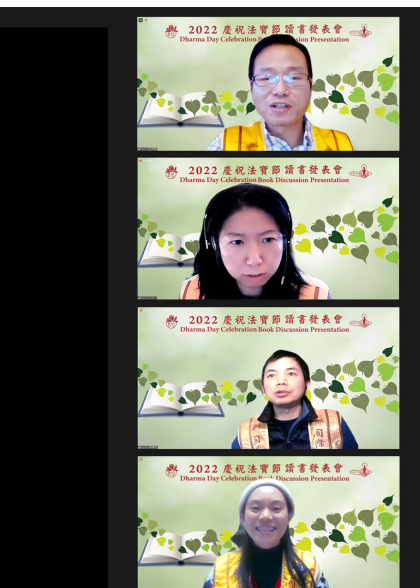 2022 慶祝法寶節讀書發表會
Dharma Day Celebration Presentation
2022 慶祝法寶節讀書發表會
Dharma Day Celebration Book Discussion Presentation
2022 慶祝法寶節讀書發表會
Dharma Day Celebration Book Discussion Presentation
2022 慶祝法寶節讀書發表會
Dharma Day Celebration Book Discussion Presentation